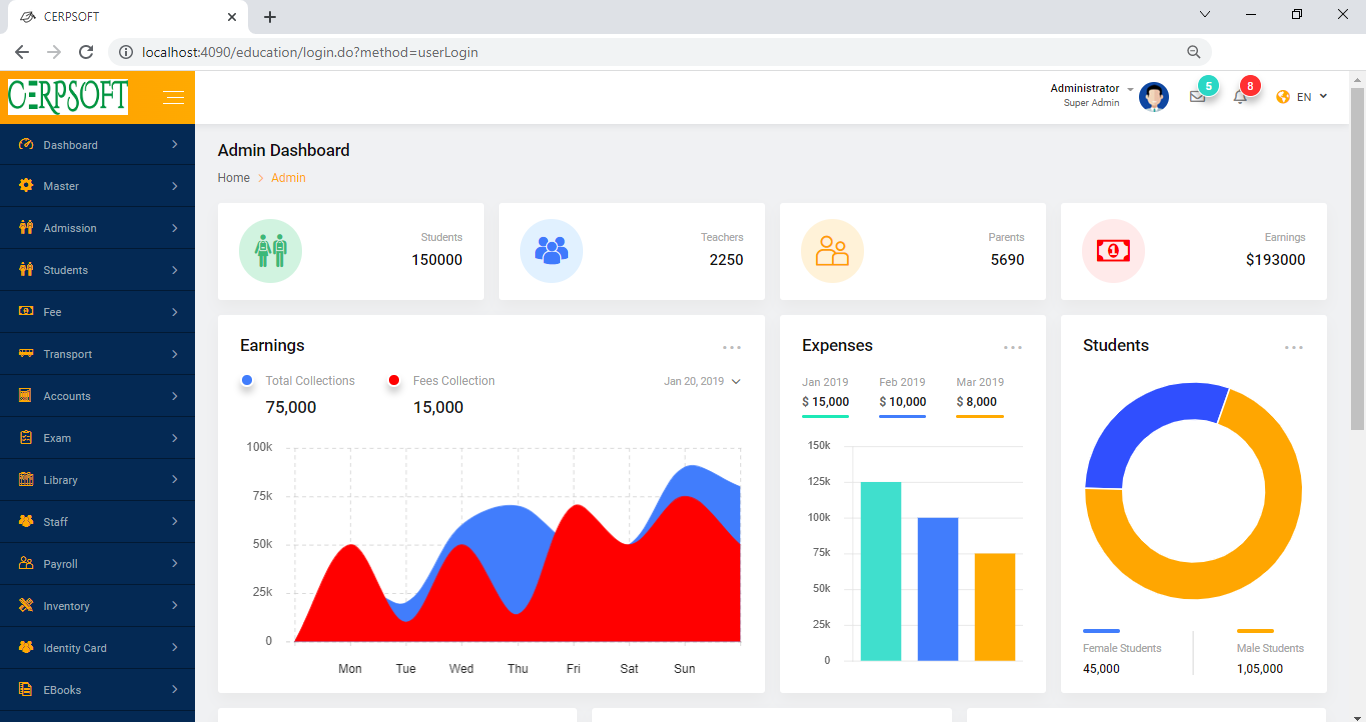 CERPSOFT
localhost:4090/education/login.do?method=userLogin
CERPSOFT
Administrator
Super Admin
5
8
EN
Dashboard
Master
Admission
Students
Fee
Transport
Accounts
Exam
Library
Staff
Payroll
Inventory
Identity Card
EBooks
Admin Dashboard
Home > Admin
Students
150000
Teachers
2250
Parents
5690
1
Earnings
$193000
Earnings
Total Collections
75,000
Fees Collection
15,000
Jan 20, 2019
100k
75k
50k
25k
0
Mon Tue Wed Thu Fri Sat Sun
Expenses
Jan 2019 Feb 2019 Mar 2019
$ 15,000 $ 10,000 $ 8,000
150k
125k
100k
75k
50k
25k
0
Students
Female Students
45,000
Male Students
1,05,000